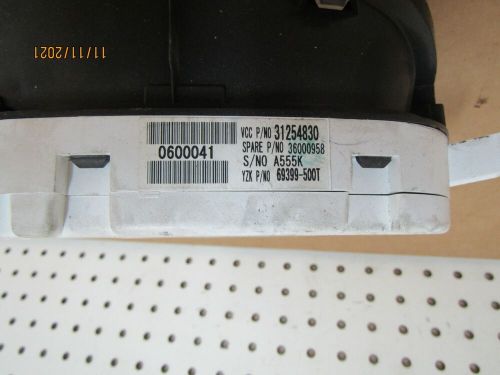 11/11/2021
VCC P/NO 31254830
SPARE P/NO 36000958
S/NO A555K
YZK P/NO 69399-500T
0600041